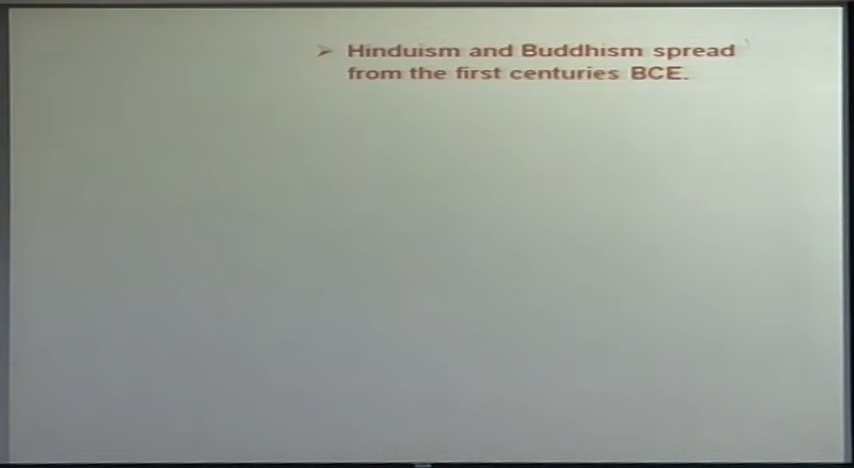 ➢ Hinduism and Buddhism spread
from the first centuries BCE.